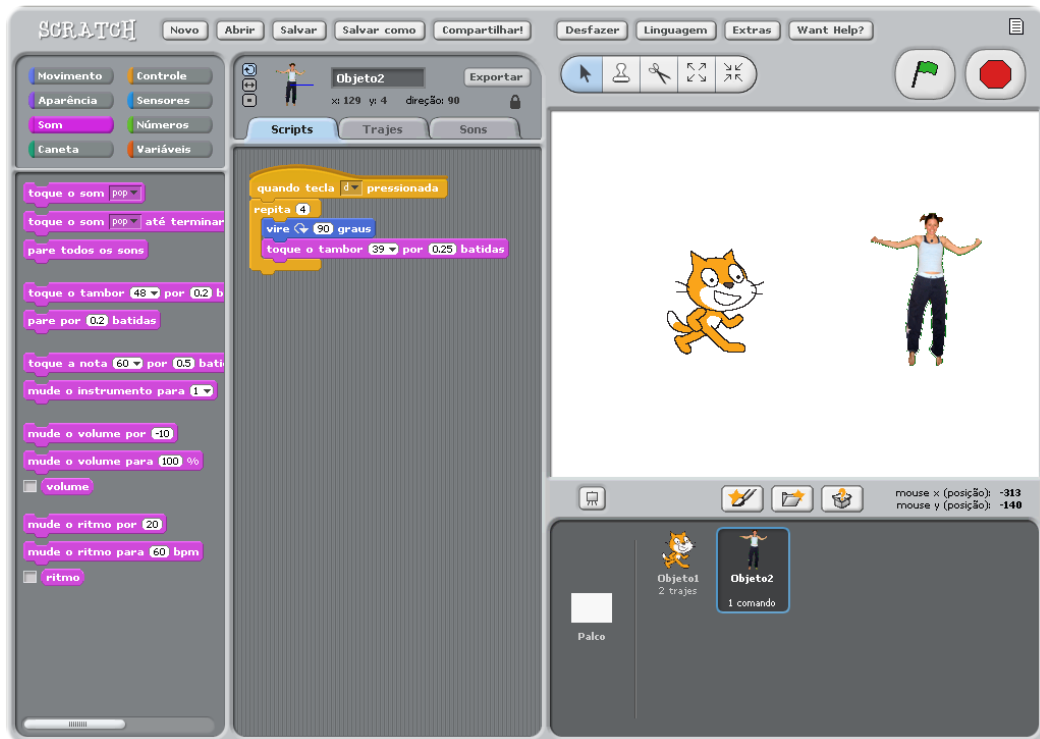 SCRATCH Novo Abrir Salvar Salvar como Compartilhar! Desfazer Linguagem Extras Want Help?
Movimento Controle
Aparência Sensores
Som Números
Caneta Variáveis
toque o som pop
toque o som pop até terminar
pare todos os sons
toque o tambor 48 por 0.2 b
pare por 0.2 batidas
toque a nota 60 por 0.5 bati
mude o instrumento para 1
mude o volume por -10
mude o volume para 100 %
volume
mude o ritmo por 20
mude o ritmo para 60 bpm
ritmo
Objeto2 Exportar
x: 129 y: 4 direção: 90
Scripts Trajes Sons
quando tecla d pressionada
repita 4
vire 90 graus
toque o tambor 39 por 0.25 batidas
mouse x (posição): -313
mouse y (posição): -140
Palco
Objeto1
2 trajes
Objeto2
1 comando